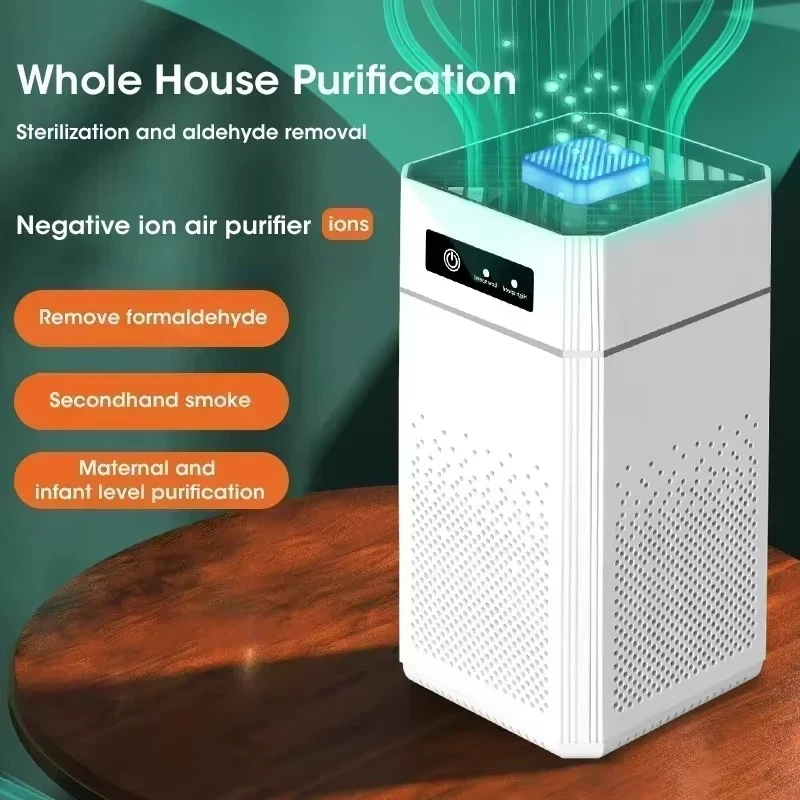 Whole House Purification
Sterilization and aldehyde removal
Negative ion air purifier ions
Remove formaldehyde
Secondhand smoke
Maternal and
infant level purification